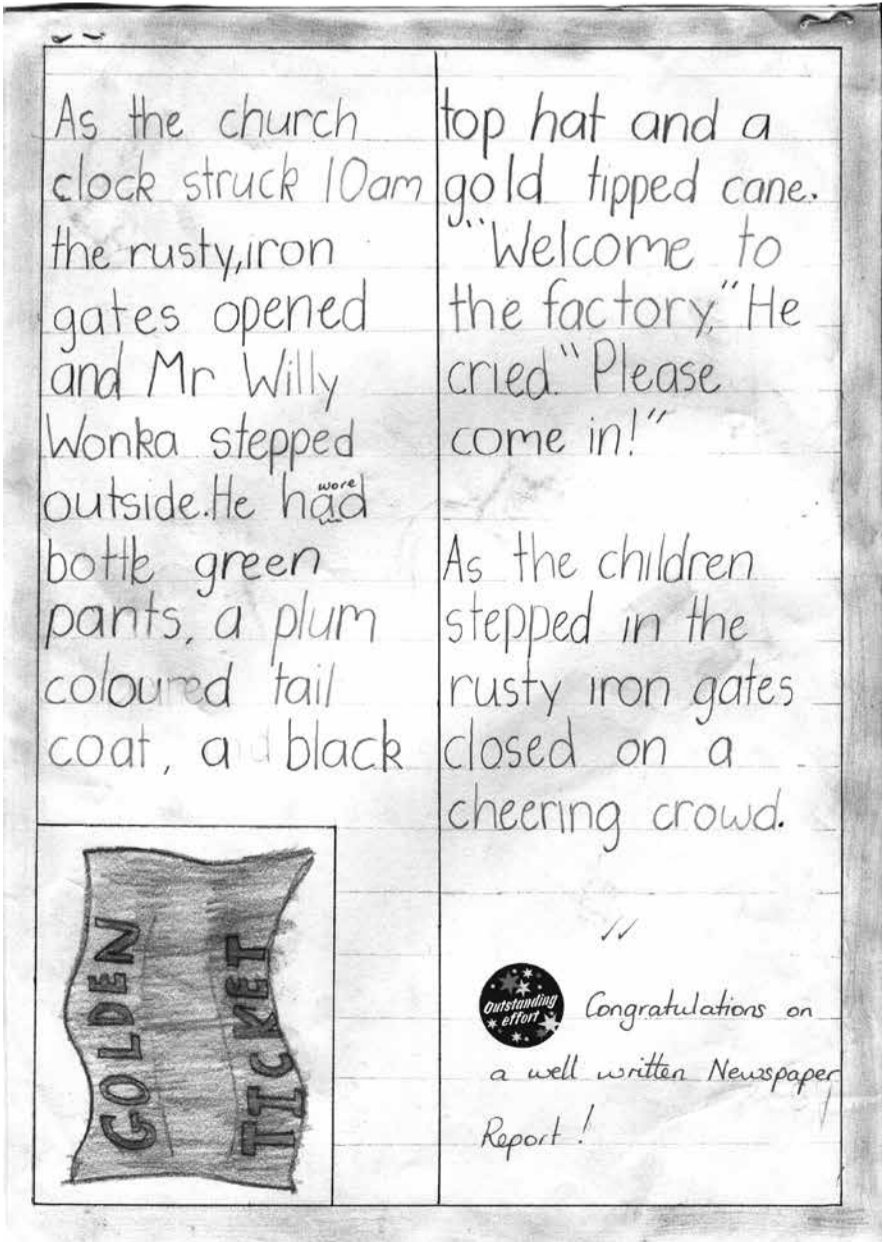 As the church
clock struck 10am
the rusty,iron
gates opened
and Mr Willy
Wonka stepped
outside.He had
wore
bottle green
pants, a plum
coloured tail
coat, a black
GOLDEN
TICKET
top hat and a
gold tipped cane.
"Welcome to
the factory," He
cried." Please
come in!"
As the children
stepped in the
rusty iron gates
closed on a
cheering crowd.
Outstanding
effort
Congratulations on
a well written Newspaper
Report!